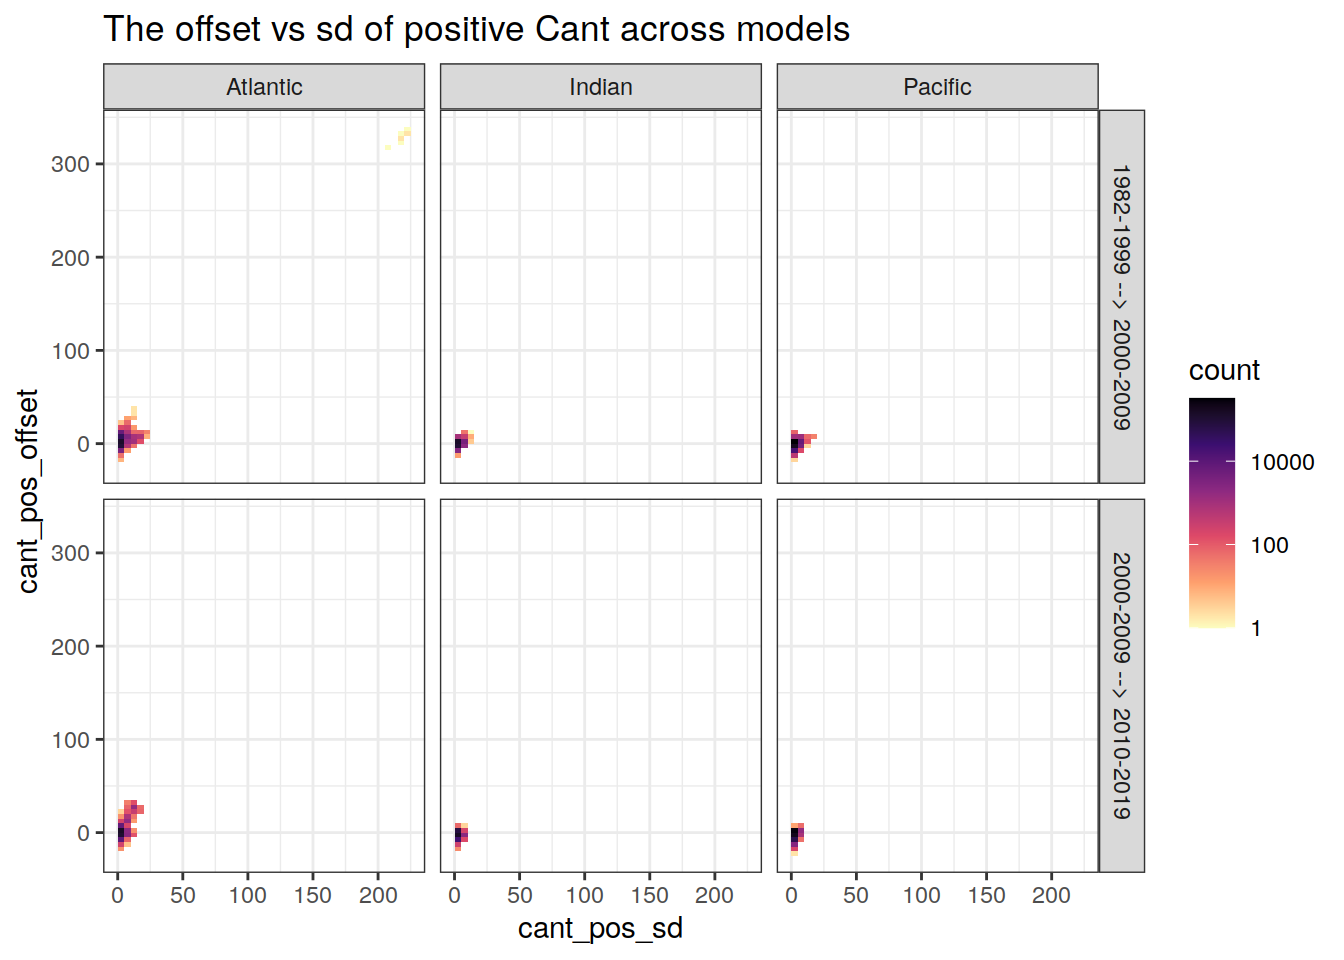 The offset vs sd of positive Cant across models
Atlantic
Indian
Pacific
300
200
100
0
1982-1999 --> 2000-2009
300
200
100
0
2000-2009 --> 2010-2019
0 50 100 150 200
0 50 100 150 200
0 50 100 150 200
cant_pos_sd
cant_pos_offset
count
10000
100
1